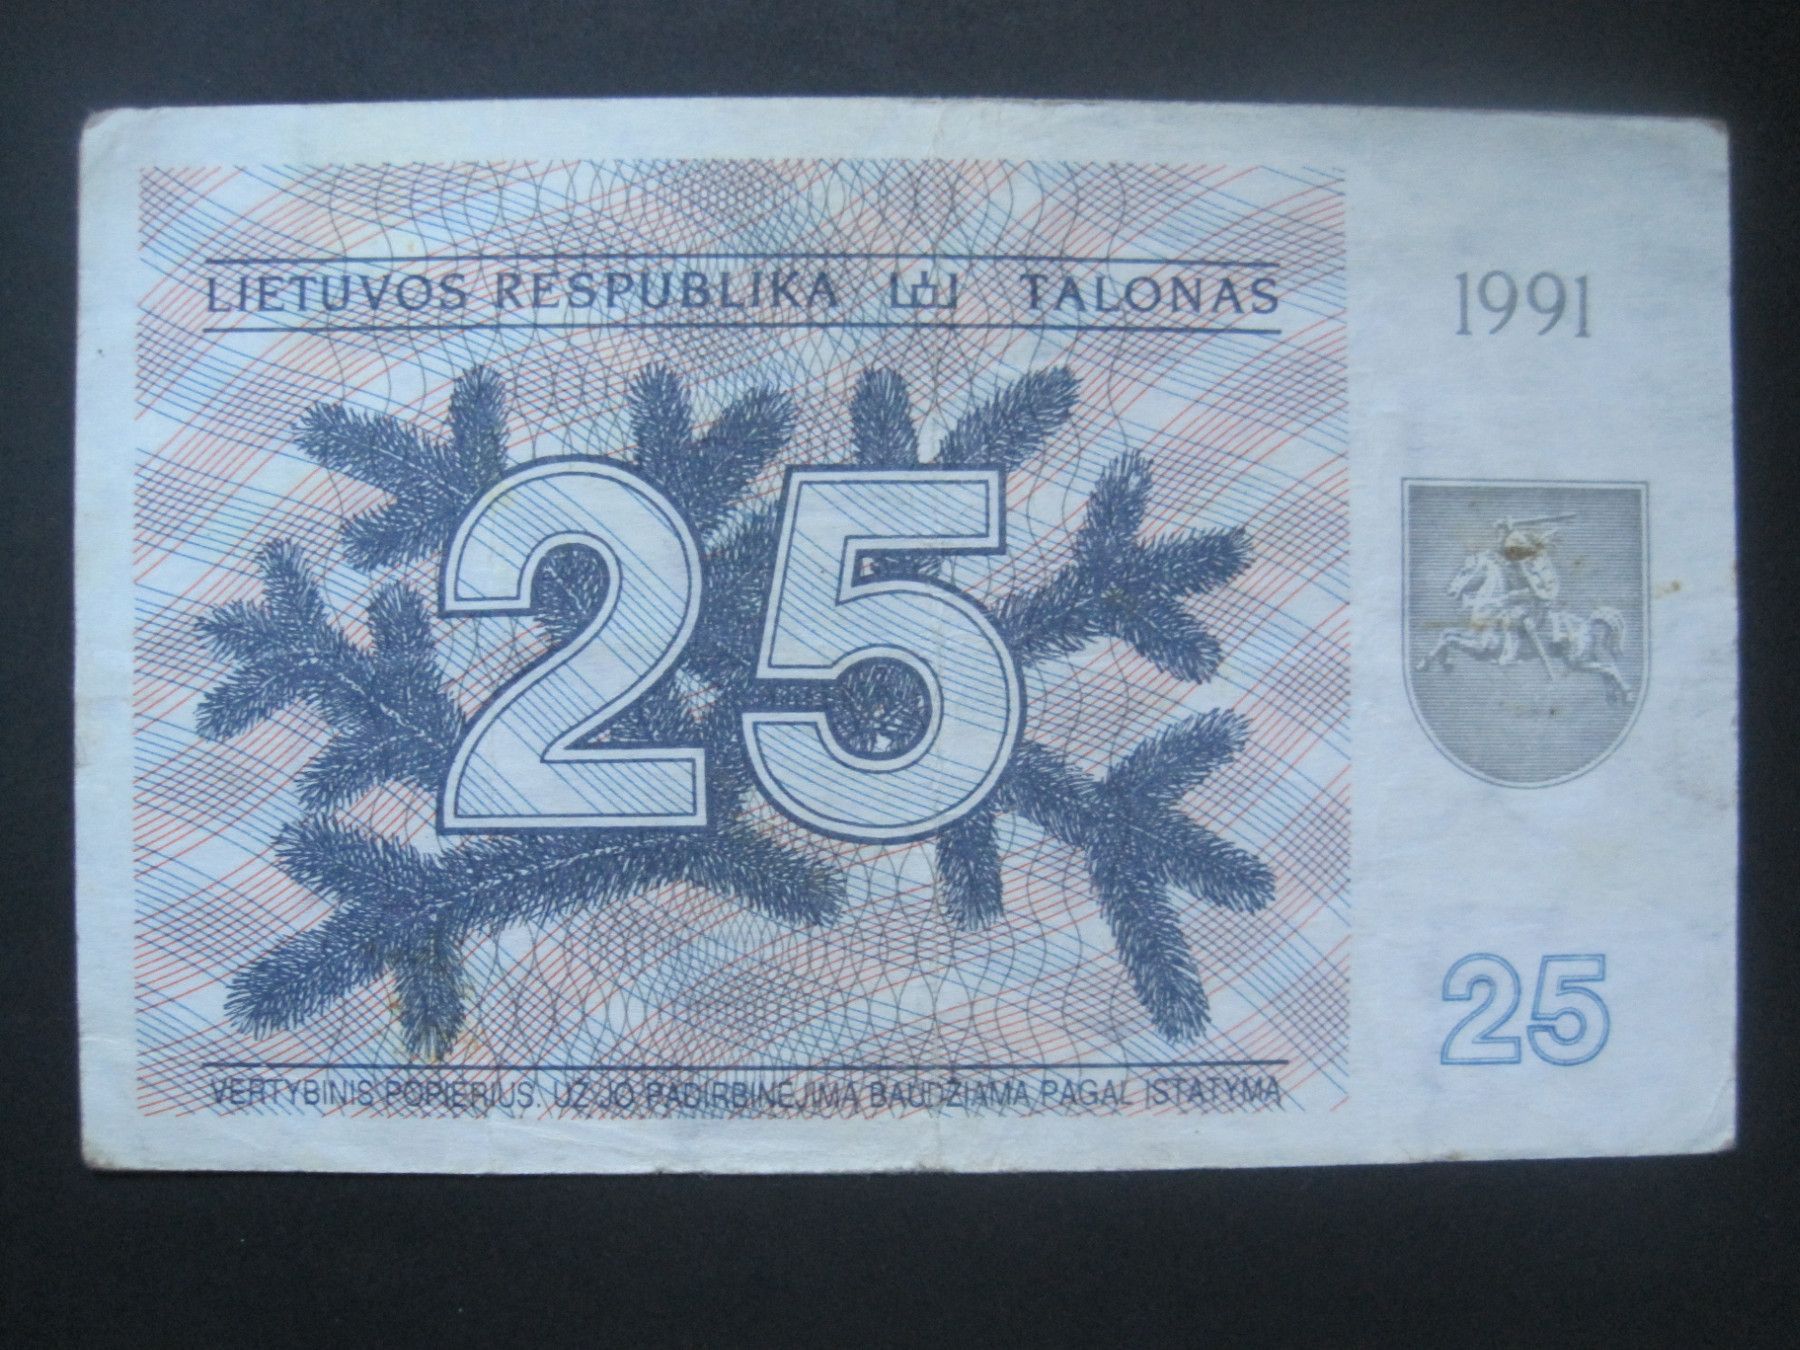 LIETUVOS RESPUBLIKA TALONAS
1991
25
25
VERTYBINIS POPIERIUS. UŽ JO PADIRBINĖJIMĄ BAUDŽIAMA PAGAL ĮSTATYMĄ